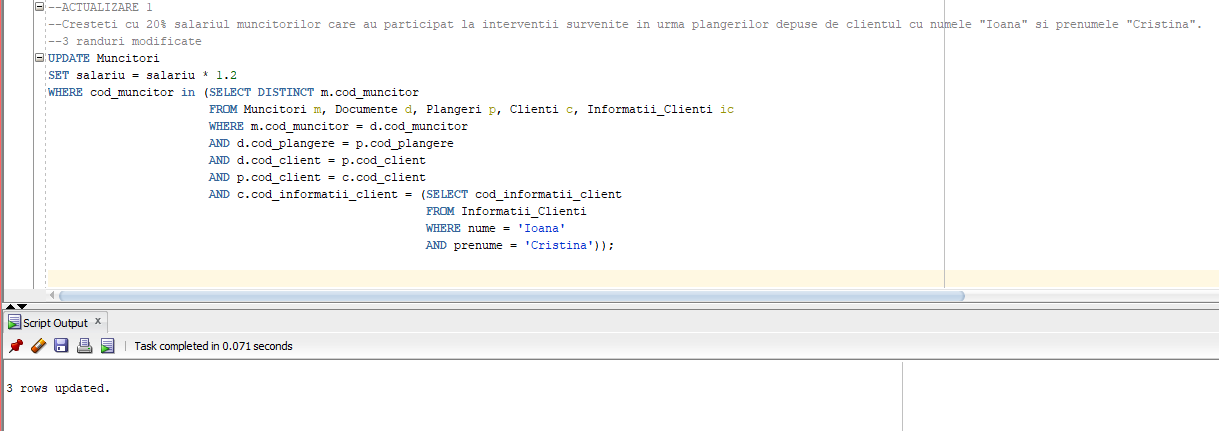 --ACTUALIZARE 1
--Cresteti cu 20% salariul muncitorilor care au participat la interventii survenite in urma plangerilor depuse de clientul cu numele "Ioana" si prenumele "Cristina".
--3 randuri modificate
UPDATE Muncitori
SET salariu = salariu * 1.2
WHERE cod_muncitor in (SELECT DISTINCT m.cod_muncitor
FROM Muncitori m, Documente d, Plangeri p, Clienti c, Informatii_Clienti ic
WHERE m.cod_muncitor = d.cod_muncitor
AND d.cod_plangere = p.cod_plangere
AND d.cod_client = p.cod_client
AND p.cod_client = c.cod_client
AND c.cod_informatii_client = (SELECT cod_informatii_client
FROM Informatii_Clienti
WHERE nume = 'Ioana'
AND prenume = 'Cristina'));
Script Output x
Task completed in 0.071 seconds
3 rows updated.